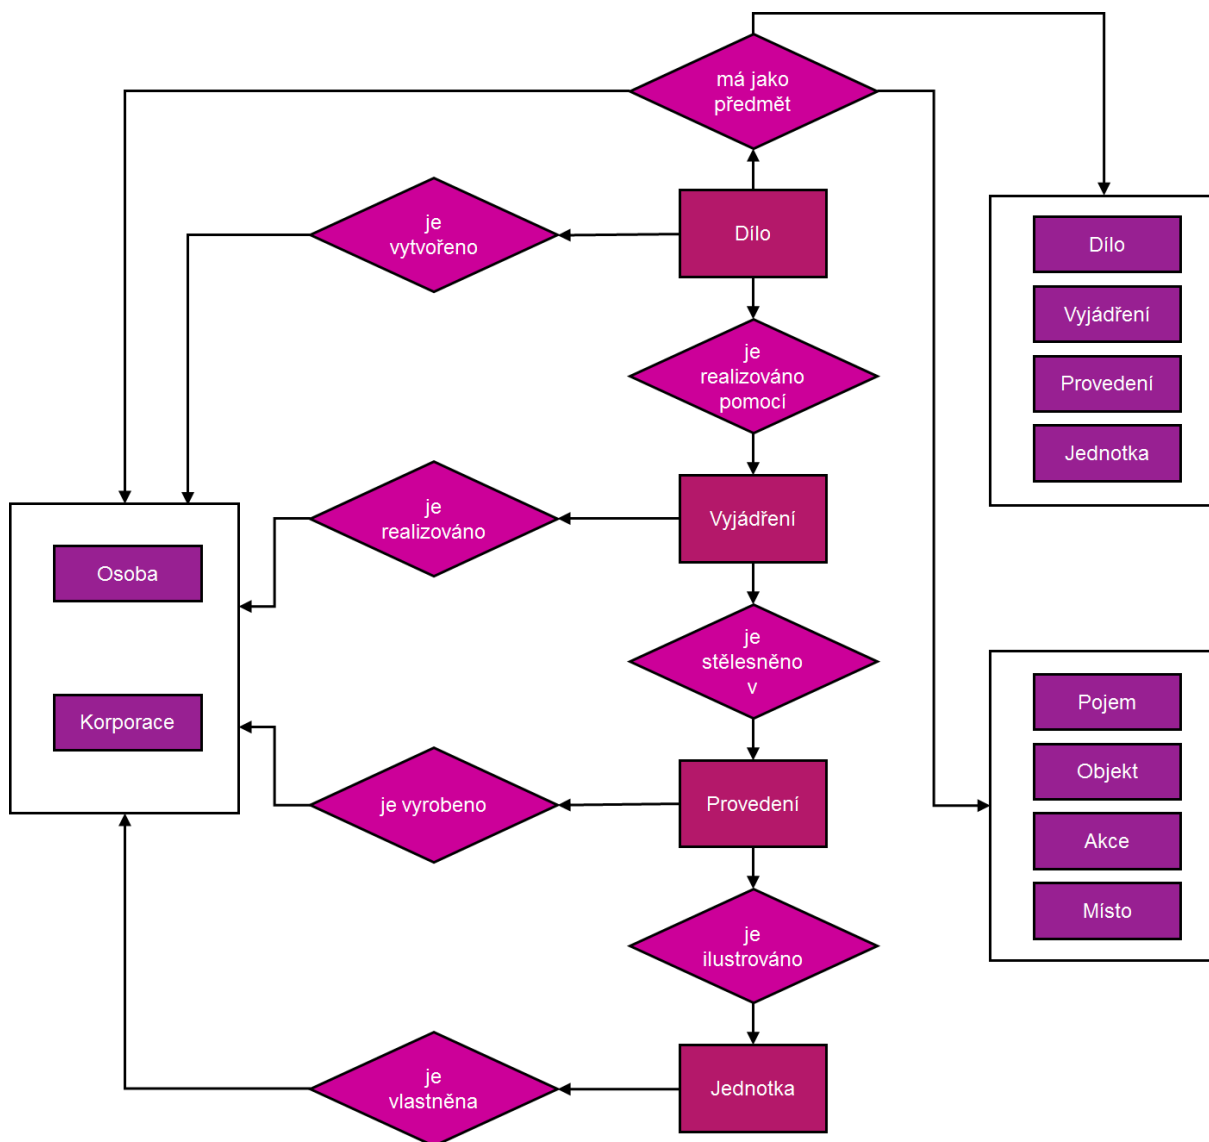 má jako
předmět
je
vytvořeno
Dílo
Dílo
Vyjádření
Provedení
Jednotka
je
realizováno
pomocí
je
realizováno
Vyjádření
Osoba
Korporace
je
stělesněno
v
Pojem
Objekt
Akce
Místo
je vyrobeno
Provedení
je
ilustrováno
je
vlastněna
Jednotka